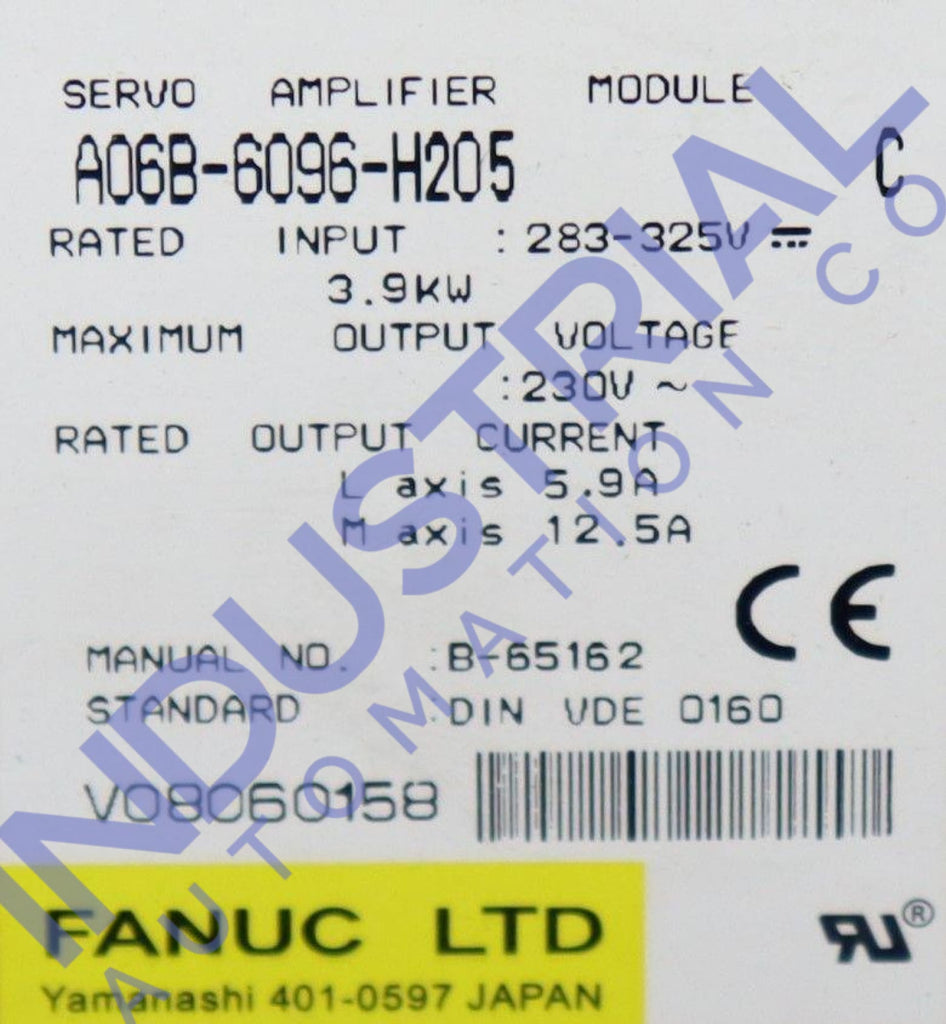 SERVO AMPLIFIER MODULE
A06B-6096-H205 C
RATED INPUT : 283-325V ⎓
3.9kW
MAXIMUM OUTPUT VOLTAGE
:230V ~
RATED OUTPUT CURRENT
L axis 5.9A
M axis 12.5A
CE
MANUAL NO. :B-65162
STANDARD :DIN VDE 0160
V08060158
FANUC LTD
Yamanashi 401-0597 JAPAN
RU®
INDUSTRIAL
AUTOMATION CO